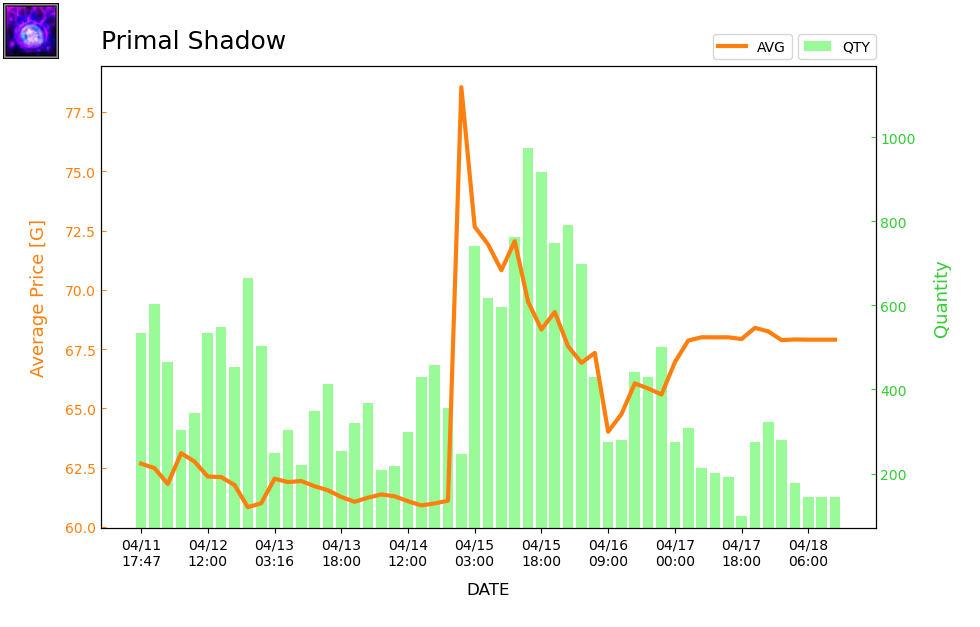 Primal Shadow
AVG
QTY
Average Price [G]
77.5
75.0
72.5
70.0
67.5
65.0
62.5
60.0
1000
800
600
400
200
Quantity
04/11 04/12 04/13 04/13 04/14 04/15 04/15 04/16 04/17 04/17 04/18
17:47 12:00 03:16 18:00 12:00 03:00 18:00 09:00 00:00 18:00 06:00
DATE